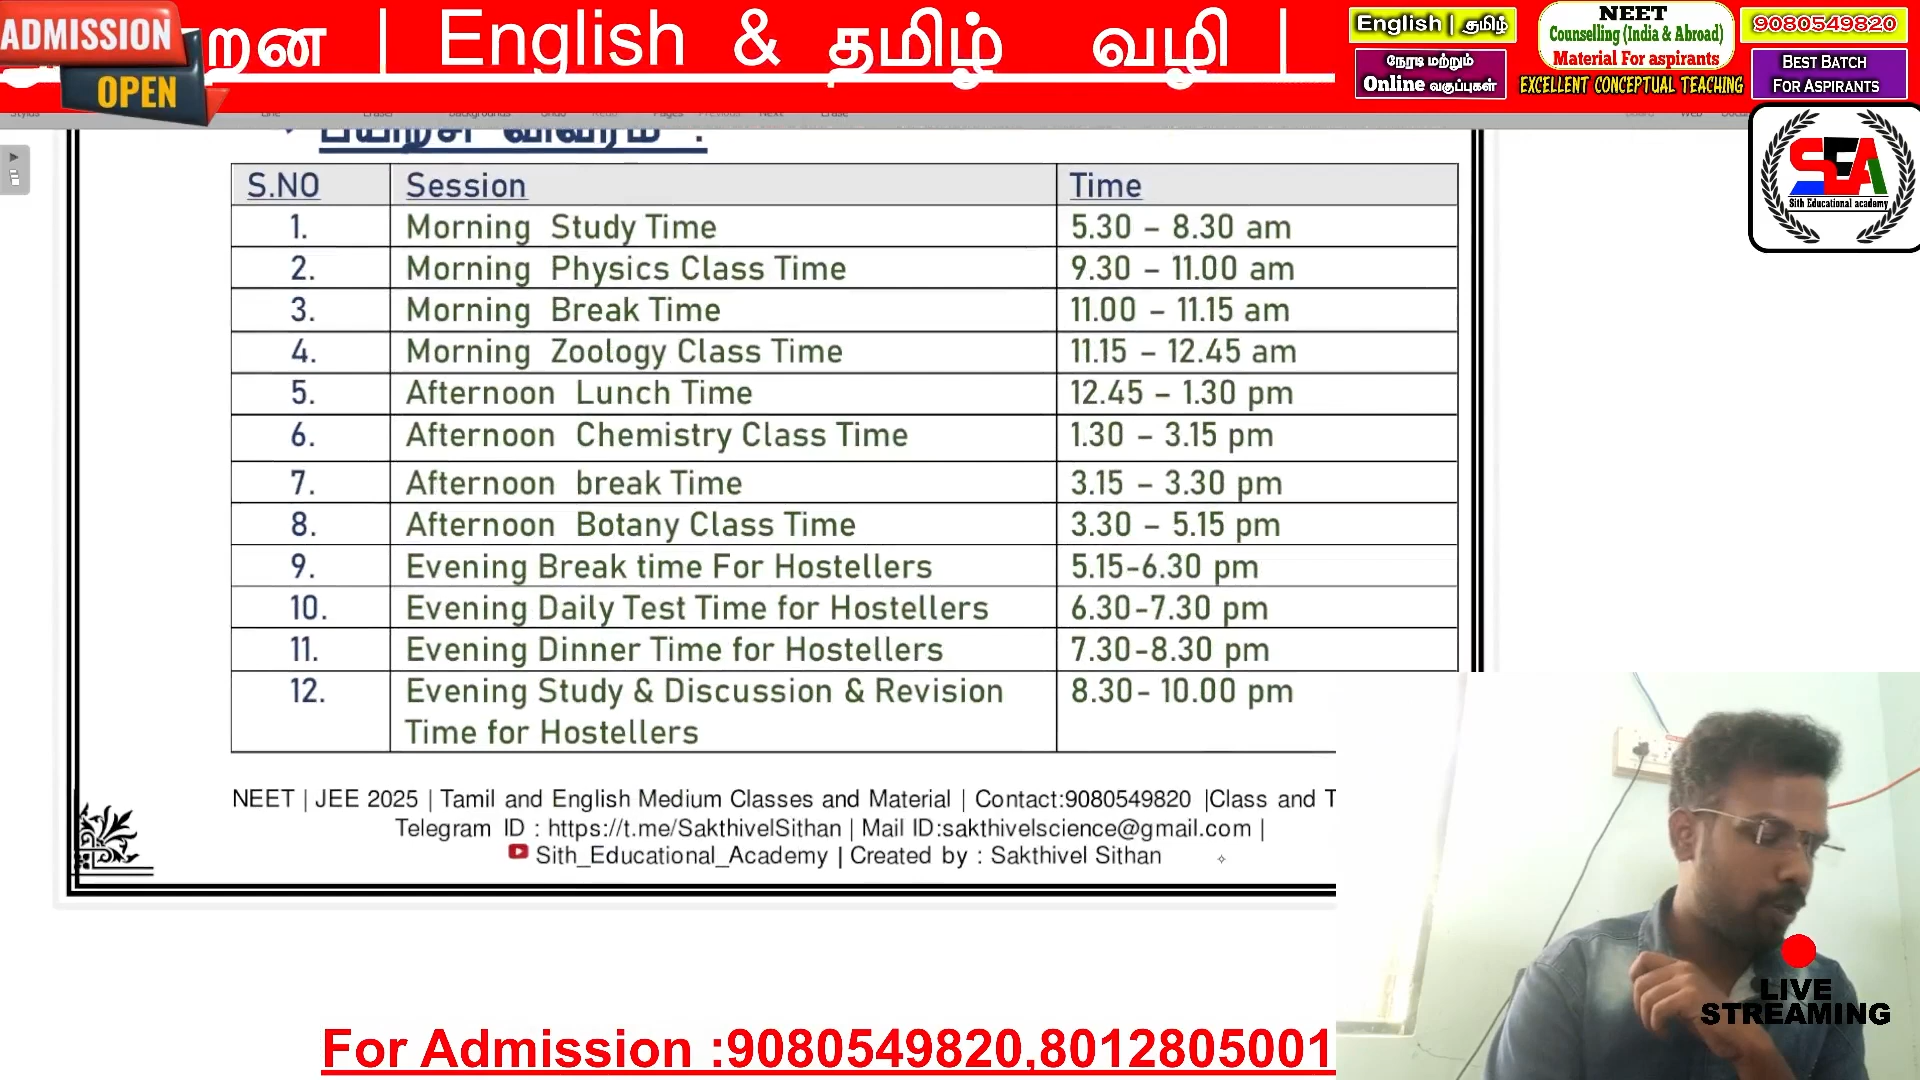 ADMISSION
OPEN
றன | English & தமிழ் வழி |
English | தமிழ்
நேரடி மற்றும்
Online வகுப்புகள்
NEET
Counselling (India & Abroad)
Material For aspirants
EXCELLENT CONCEPTUAL TEACHING
9080549820
BEST BATCH
FOR ASPIRANTS
SEA
Sith Educational academy
பயிற்சி விவரம் :
S.NO Session Time
1. Morning Study Time 5.30 – 8.30 am
2. Morning Physics Class Time 9.30 – 11.00 am
3. Morning Break Time 11.00 – 11.15 am
4. Morning Zoology Class Time 11.15 – 12.45 am
5. Afternoon Lunch Time 12.45 – 1.30 pm
6. Afternoon Chemistry Class Time 1.30 – 3.15 pm
7. Afternoon break Time 3.15 – 3.30 pm
8. Afternoon Botany Class Time 3.30 – 5.15 pm
9. Evening Break time For Hostellers 5.15-6.30 pm
10. Evening Daily Test Time for Hostellers 6.30-7.30 pm
11. Evening Dinner Time for Hostellers 7.30-8.30 pm
12. Evening Study & Discussion & Revision 8.30- 10.00 pm
Time for Hostellers
NEET | JEE 2025 | Tamil and English Medium Classes and Material | Contact:9080549820 |Class and T
Telegram ID : https://t.me/SakthivelSithan | Mail ID:sakthivelscience@gmail.com |
Sith_Educational_Academy | Created by : Sakthivel Sithan
LIVE
STREAMING
For Admission :9080549820,8012805001